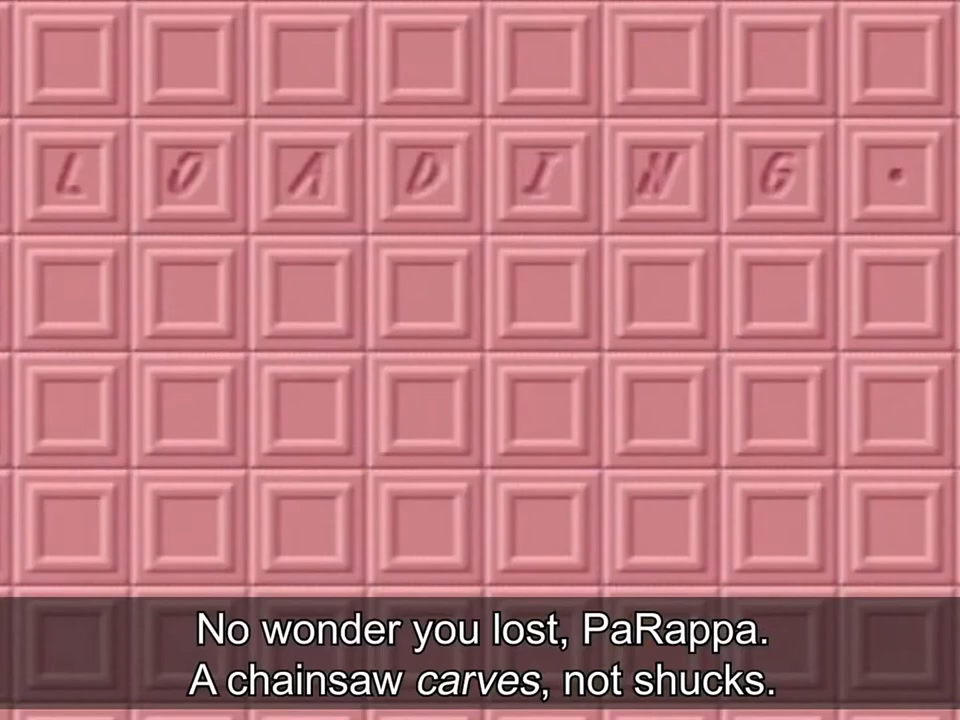 LOADING.
No wonder you lost, PaRappa.
A chainsaw carves, not shucks.